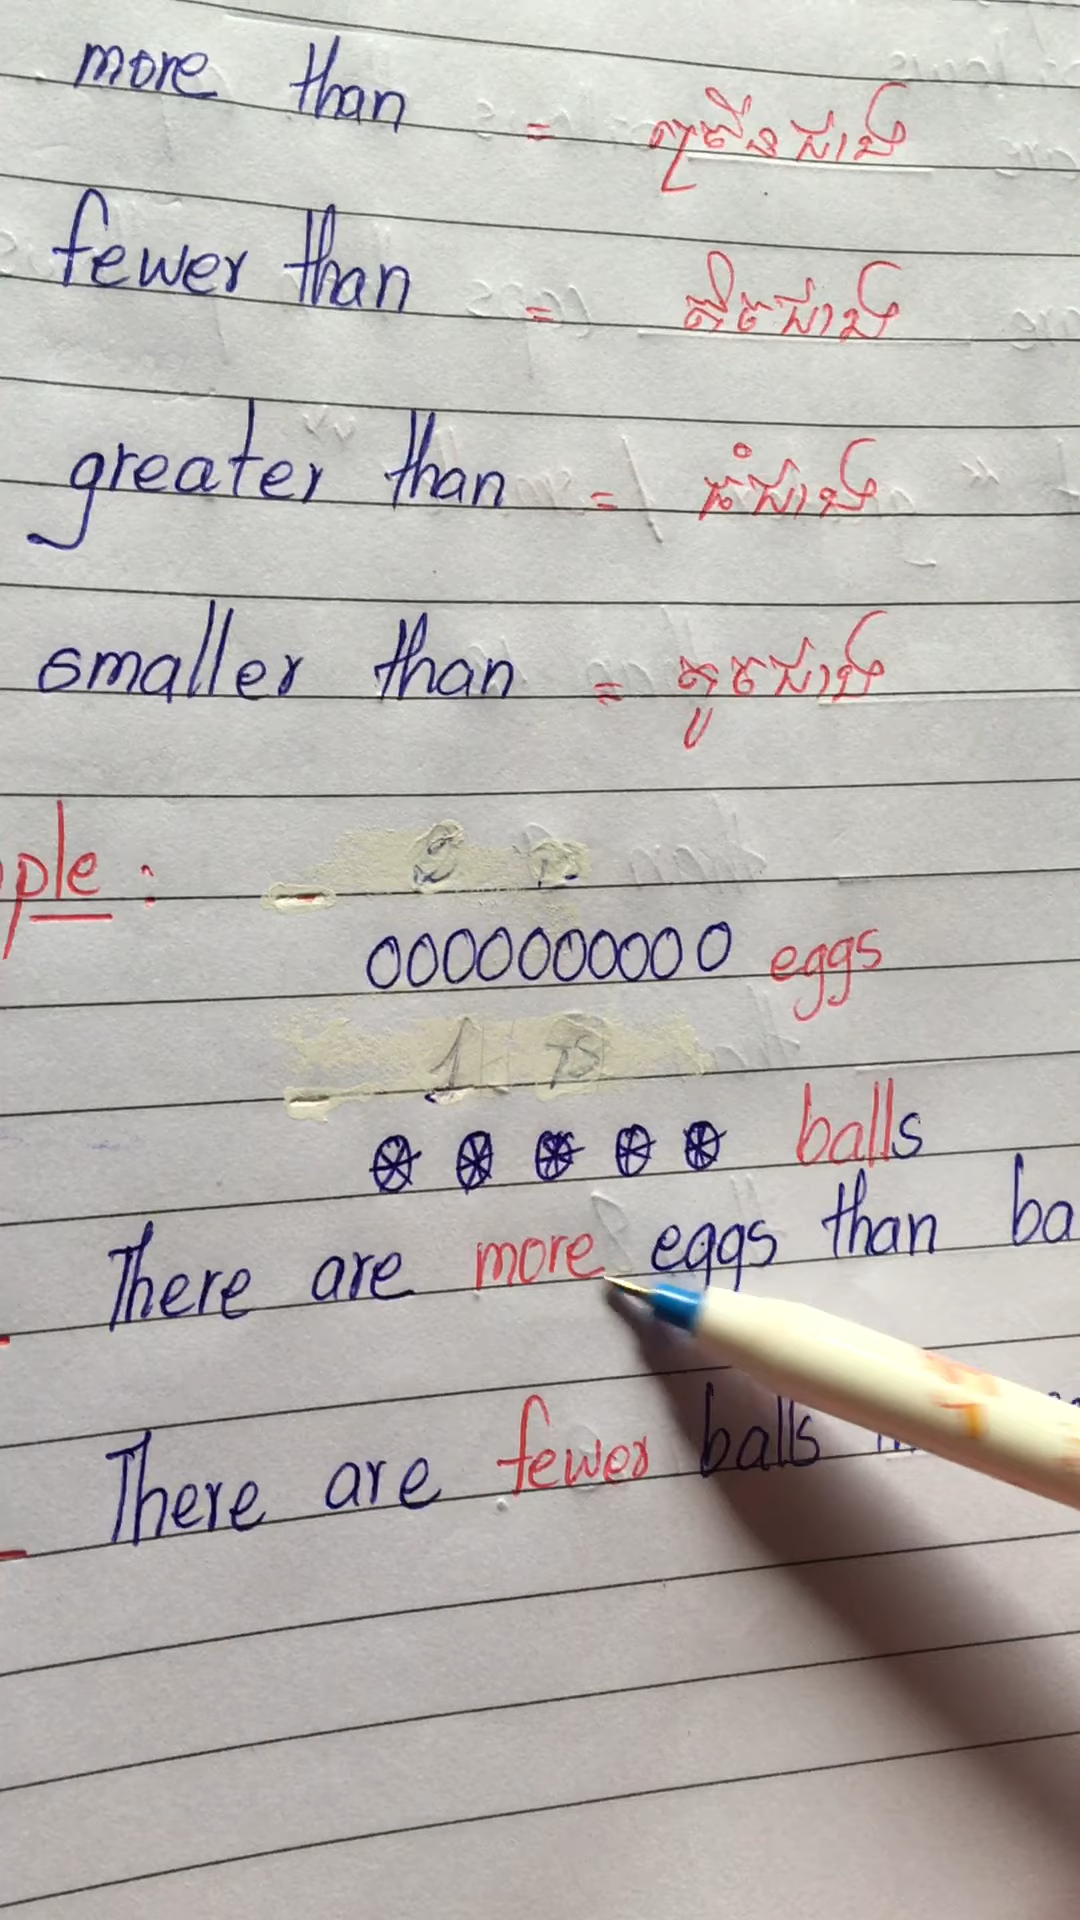 more than = ច្រើនជាង
fewer than = តិចជាង
greater than = ធំជាង
smaller than = តូចជាង
ple :
0000000000 eggs
balls
There are more eggs than ba
There are fewer balls